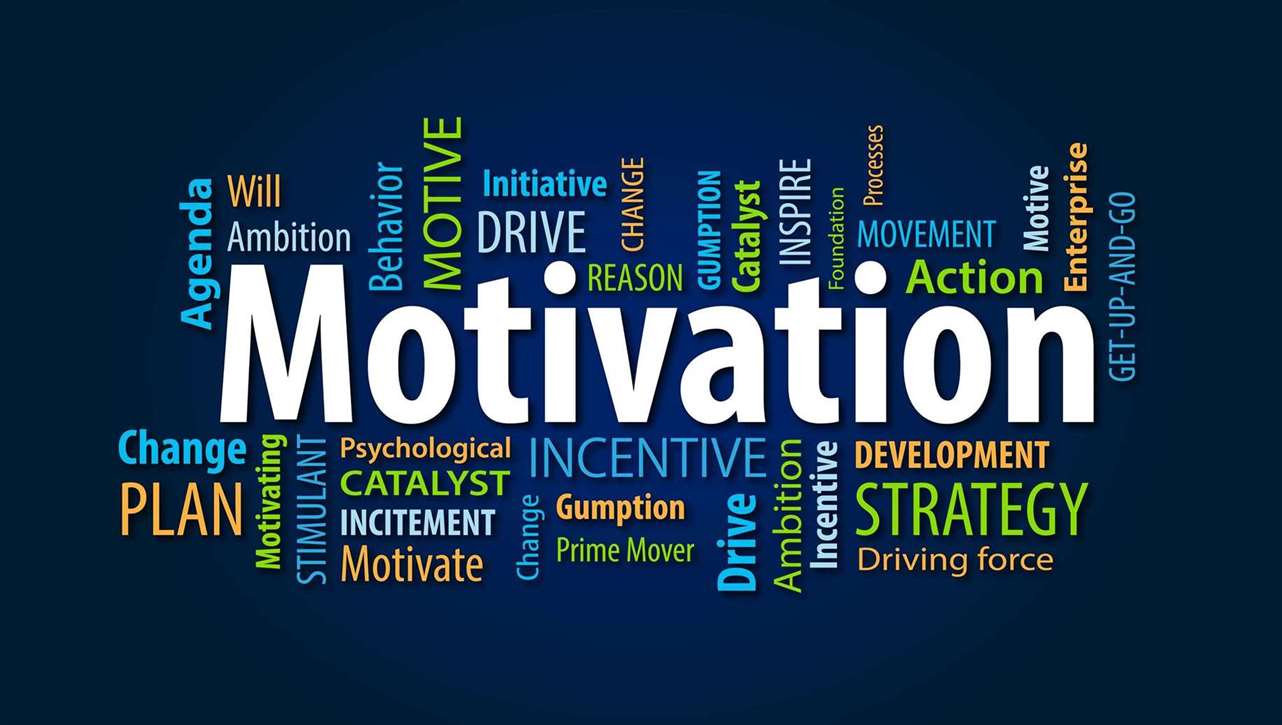 Agenda
Will
Ambition
Behavior
MOTIVE
Initiative
DRIVE
CHANGE
REASON
GUMPTION
Catalyst
INSPIRE
Foundation
Processes
MOVEMENT
Action
Motive
Enterprise
GET-UP-AND-GO
Motivation
Change
PLAN
Motivating
STIMULANT
Psychological
CATALYST
INCITEMENT
Motivate
INCENTIVE
Change
Gumption
Prime Mover
Drive
Ambition
Incentive
DEVELOPMENT
STRATEGY
Driving force